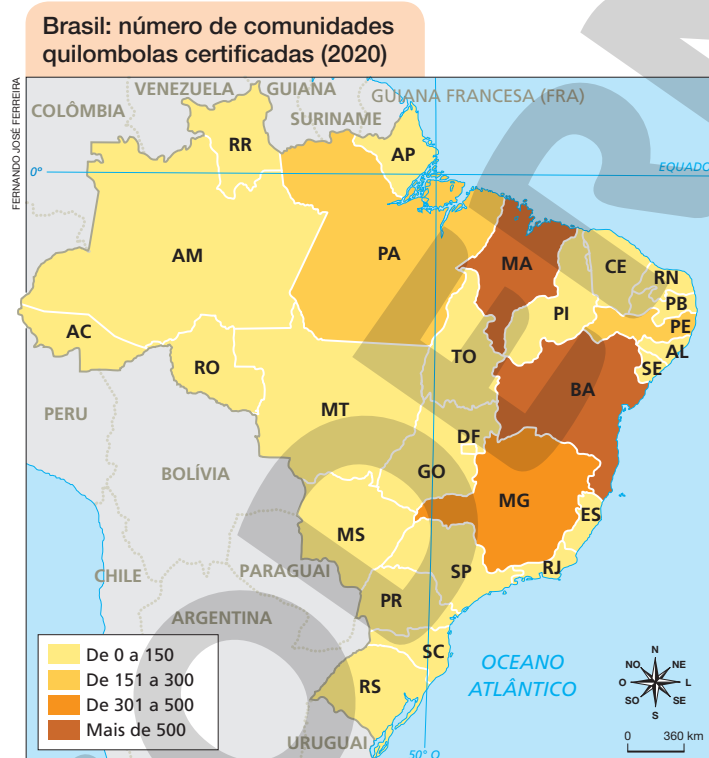 Brasil: número de comunidades
quilombolas certificadas (2020)
FERNANDO JOSÉ FERREIRA
VENEZUELA
GUIANA
GUIANA FRANCESA (FRA)
COLÔMBIA
SURINAME
RR
AP
0°
EQUADO
AM
PA
MA
CE
RN
PB
PI
PE
AC
AL
TO
SE
RO
BA
MT
PERU
DF
BOLÍVIA
GO
MG
ES
MS
CHILE
PARAGUAI
SP
RJ
PR
ARGENTINA
SC
De 0 a 150
De 151 a 300
De 301 a 500
Mais de 500
RS
OCEANO
ATLÂNTICO
N
NO NE
O L
SO SE
S
URUGUAI
50° O
0 360 km